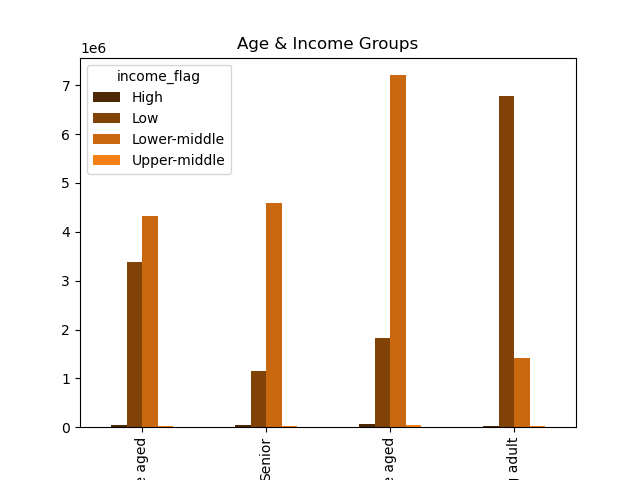 Age & Income Groups
1e6
income_flag
High
Low
Lower-middle
Upper-middle
7
6
5
4
3
2
1
0
aged
Senior
aged
adult